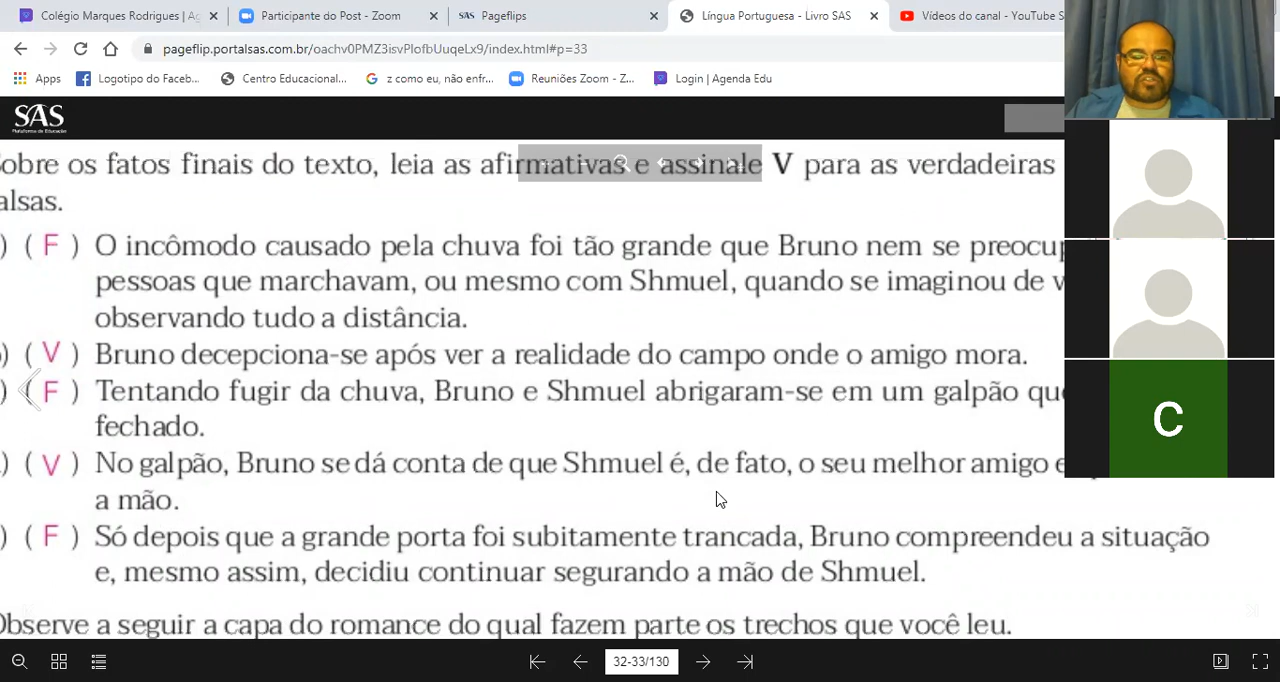 Colégio Marques Rodrigues | Ag
Participante do Post - Zoom
SAS Pageflips
Língua Portuguesa - Livro SAS
Vídeos do canal - YouTube S
pageflip.portalsas.com.br/oachv0PMZ3isvPlofbUuqeLx9/index.html#p=33
Apps
Logotipo do Faceb...
Centro Educacional...
z como eu, não enfr...
Reuniões Zoom - Z...
Login | Agenda Edu
SAS
Plataforma de Educação
obre os fatos finais do texto, leia as afirmativas e assinale V para as verdadeiras
alsas.
) ( F ) O incômodo causado pela chuva foi tão grande que Bruno nem se preocup
pessoas que marchavam, ou mesmo com Shmuel, quando se imaginou de v
observando tudo a distância.
) ( V ) Bruno decepciona-se após ver a realidade do campo onde o amigo mora.
) ( F ) Tentando fugir da chuva, Bruno e Shmuel abrigaram-se em um galpão que
fechado.
) ( V ) No galpão, Bruno se dá conta de que Shmuel é, de fato, o seu melhor amigo e
a mão.
) ( F ) Só depois que a grande porta foi subitamente trancada, Bruno compreendeu a situação
e, mesmo assim, decidiu continuar segurando a mão de Shmuel.
Observe a seguir a capa do romance do qual fazem parte os trechos que você leu.
C
32-33/130